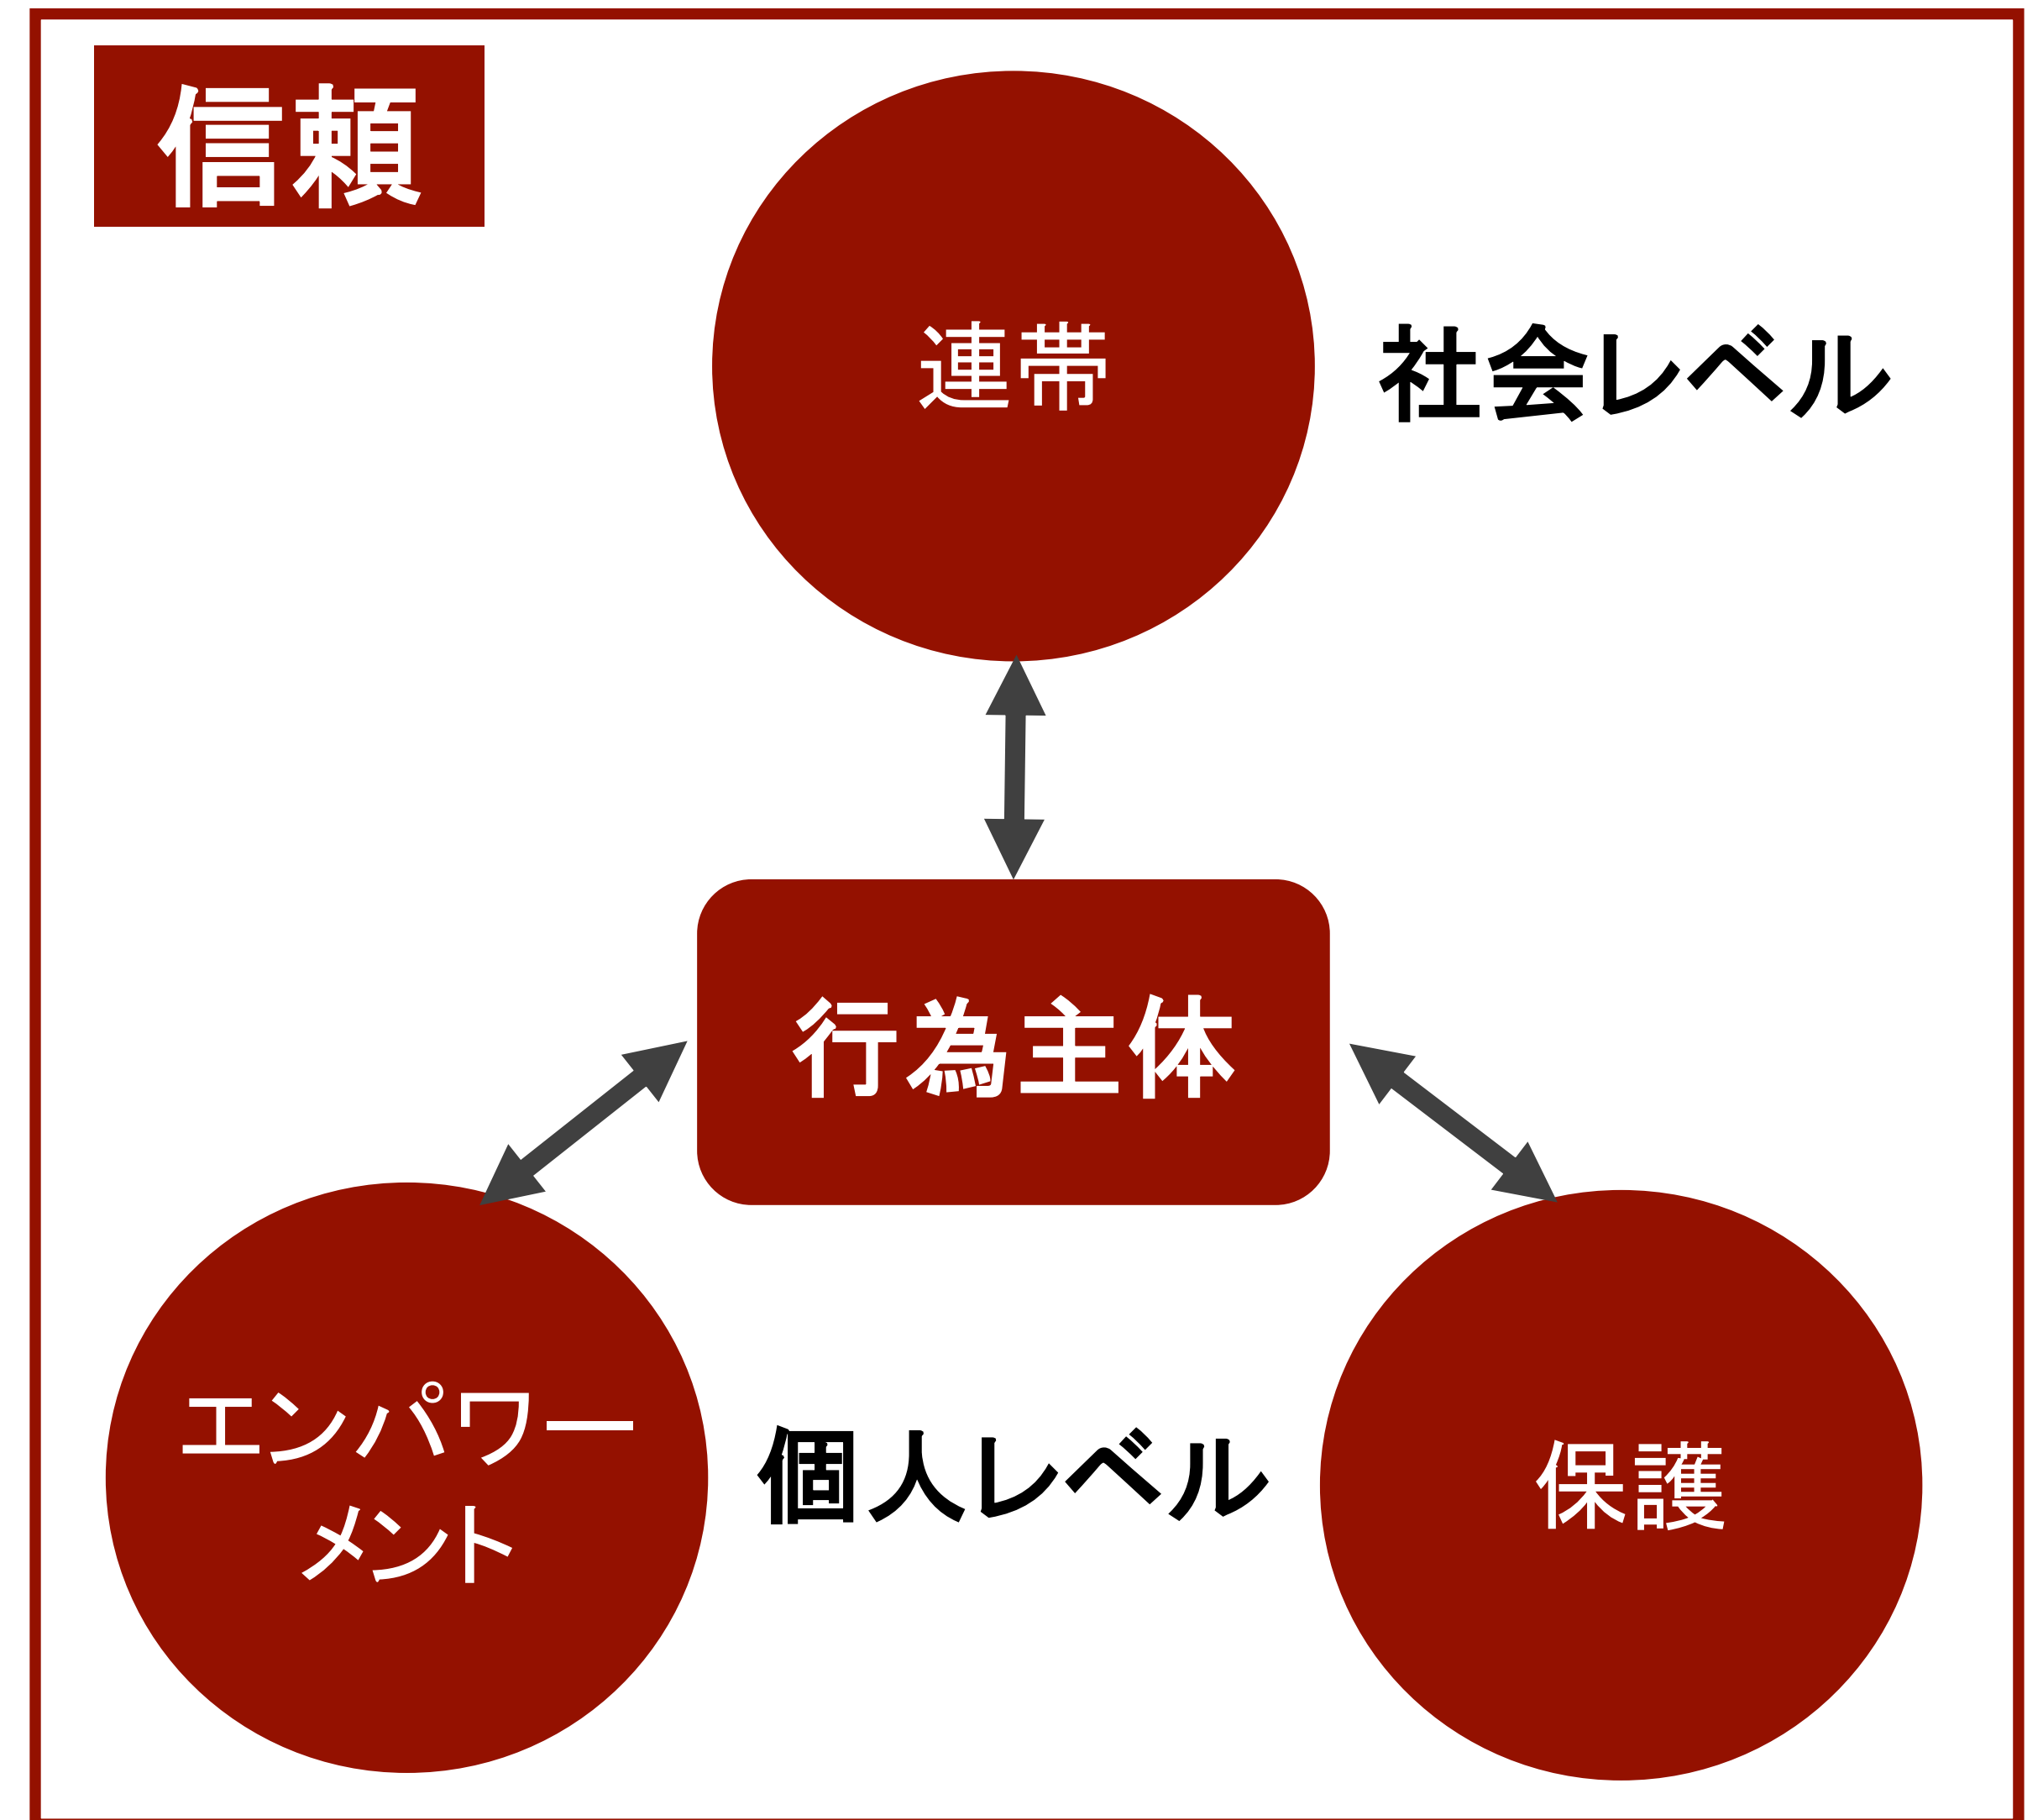 信頼
連帯
社会レベル
行為主体
エンパワー
メント
個人レベル
保護